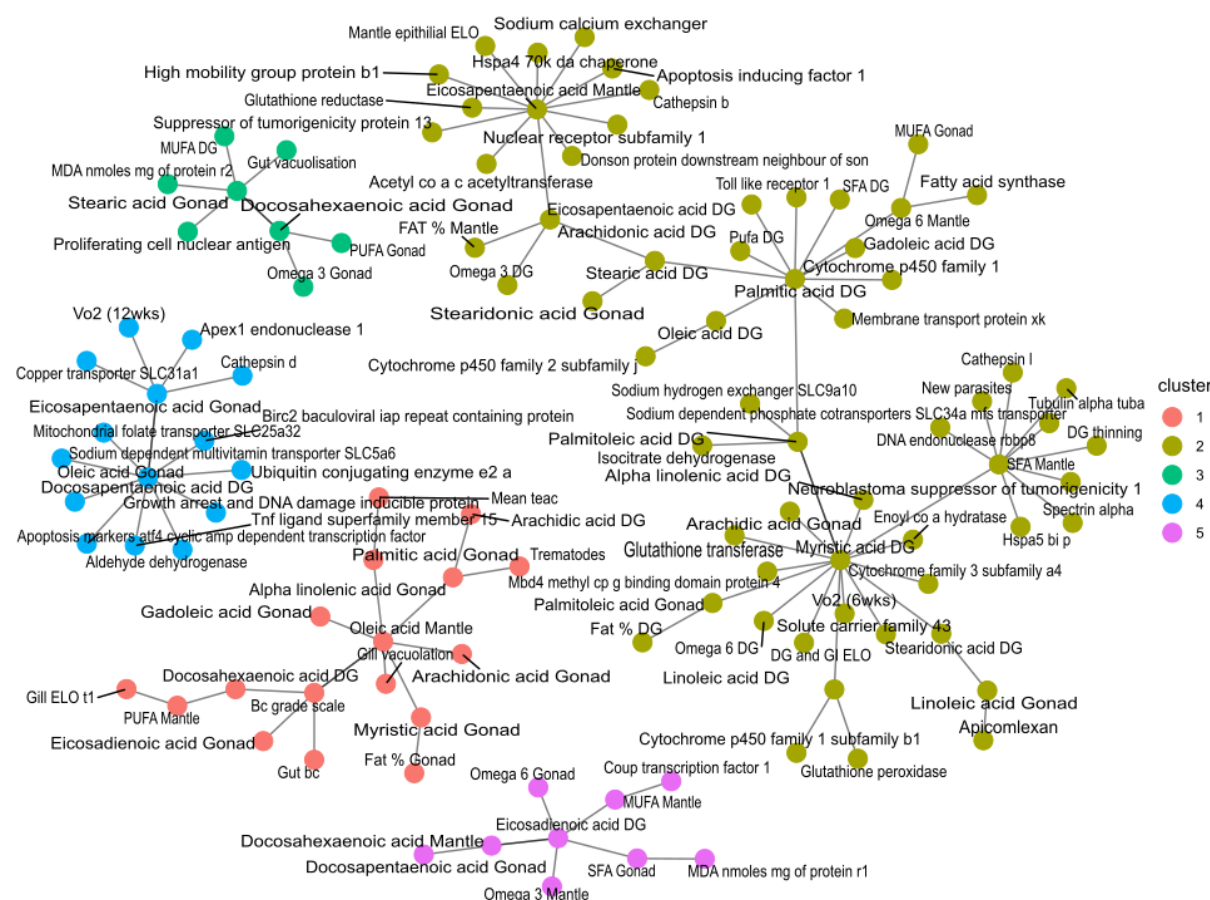 Sodium calcium exchanger
Mantle epithilial ELO
Hspa4 70k da chaperone
High mobility group protein b1
Apoptosis inducing factor 1
Eicosapentaenoic acid Mantle
Cathepsin b
Glutathione reductase
Suppressor of tumorigenicity protein 13
Nuclear receptor subfamily 1
MUFA DG
Gut vacuolisation
Donson protein downstream neighbour of son
MUFA Gonad
MDA nmoles mg of protein r2
Acetyl co a c acetyltransferase
Toll like receptor 1
SFA DG
Fatty acid synthase
Stearic acid Gonad
Docosahexaenoic acid Gonad
Eicosapentaenoic acid DG
Omega 6 Mantle
FAT % Mantle
Arachidonic acid DG
Pufa DG
Gadoleic acid DG
Proliferating cell nuclear antigen
PUFA Gonad
Omega 3 DG
Stearic acid DG
Cytochrome p450 family 1
Omega 3 Gonad
Palmitic acid DG
Stearidonic acid Gonad
Membrane transport protein xk
Vo2 (12wks)
Apex1 endonuclease 1
Oleic acid DG
Cathepsin d
Cytochrome p450 family 2 subfamily j
Cathepsin l
Copper transporter SLC31a1
Sodium hydrogen exchanger SLC9a10
New parasites
Tubulin alpha tuba
Eicosapentaenoic acid Gonad
Birc2 baculoviral iap repeat containing protein
Sodium dependent phosphate cotransporters SLC34a mfs transporter
Mitochondrial folate transporter SLC25a32
Palmitoleic acid DG
DNA endonuclease rbbp8
DG thinning
Sodium dependent multivitamin transporter SLC5a6
Isocitrate dehydrogenase
SFA Mantle
Oleic acid Gonad
Ubiquitin conjugating enzyme e2 a
Alpha linolenic acid DG
Docosapentaenoic acid DG
Neuroblastoma suppressor of tumorigenicity 1
Growth arrest and DNA damage inducible protein
Mean teac
Spectrin alpha
Tnf ligand superfamily member 15
Arachidic acid DG
Arachidic acid Gonad
Enoyl co a hydratase
Apoptosis markers atf4 cyclic amp dependent transcription factor
Myristic acid DG
Hspa5 bi p
Aldehyde dehydrogenase
Palmitic acid Gonad
Trematodes
Glutathione transferase
Cytochrome family 3 subfamily a4
Alpha linolenic acid Gonad
Mbd4 methyl cp g binding domain protein 4
Gadoleic acid Gonad
Palmitoleic acid Gonad
Vo2 (6wks)
Oleic acid Mantle
Fat % DG
Solute carrier family 43
Gill vacuolation
Omega 6 DG
DG and GI ELO
Stearidonic acid DG
Docosahexaenoic acid DG
Arachidonic acid Gonad
Linoleic acid DG
Gill ELO t1
Bc grade scale
Linoleic acid Gonad
PUFA Mantle
Myristic acid Gonad
Apicomlexan
Eicosadienoic acid Gonad
Fat % Gonad
Cytochrome p450 family 1 subfamily b1
Gut bc
Omega 6 Gonad
Coup transcription factor 1
Glutathione peroxidase
MUFA Mantle
Eicosadienoic acid DG
Docosahexaenoic acid Mantle
Docosapentaenoic acid Gonad
SFA Gonad
MDA nmoles mg of protein r1
Omega 3 Mantle
cluster
1
2
3
4
5